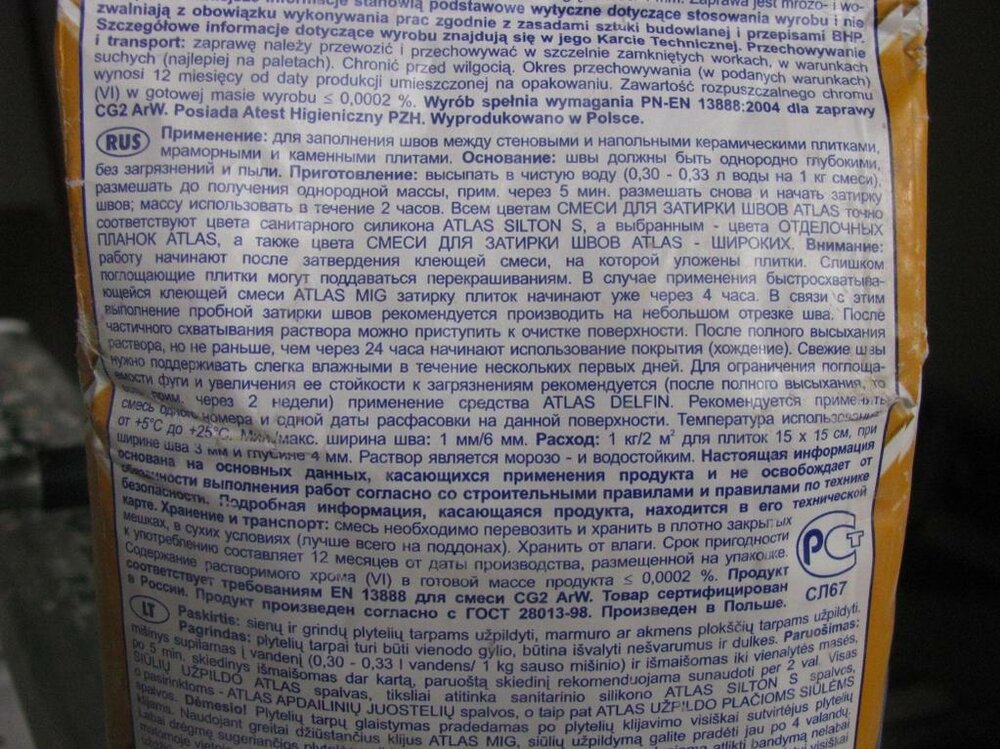 stanowią podstawowe wytyczne dotyczące stosowania wyrobu i nie
zwalniają z obowiązku wykonywania prac zgodnie z zasadami sztuki budowlanej i przepisami BHP.
Szczegółowe informacje dotyczące wyrobu znajdują się w jego Karcie Technicznej. Przechowywanie
i transport: zaprawę należy przewozić i przechowywać w szczelnie zamkniętych workach, w warunkach
suchych (najlepiej na paletach). Chronić przed wilgocią. Okres przechowywania (w podanych warunkach)
wynosi 12 miesięcy od daty produkcji umieszczonej na opakowaniu. Zawartość rozpuszczalnego chromu
(VI) w gotowej masie wyrobu ≤ 0,0002 %. Wyrób spełnia wymagania PN-EN 13888:2004 dla zaprawy
CG2 ArW. Posiada Atest Higieniczny PZH. Wyprodukowano w Polsce.
RUS Применение: для заполнения швов между стеновыми и напольными керамическими плитками,
мраморными и каменными плитами. Основание: швы должны быть однородно глубокими,
без загрязнений и пыли. Приготовление: высыпать в чистую воду (0,30 - 0,33 л воды на 1 кг смеси),
размешать до получения однородной массы, прим. через 5 мин. размешать снова и начать затирку
швов; массу использовать в течение 2 часов. Всем цветам СМЕСИ ДЛЯ ЗАТИРКИ ШВОВ ATLAS точно
соответствуют цвета санитарного силикона ATLAS SILTON S, а выбранным - цвета ОТДЕЛОЧНЫХ
ПЛАНОК ATLAS, а также цвета СМЕСИ ДЛЯ ЗАТИРКИ ШВОВ ATLAS - ШИРОКИХ. Внимание:
работу начинают после затвердения клеющей смеси, на которой уложены плитки. Слишком
поглощающие плитки могут поддаваться перекрашиваниям. В случае применения быстросхватыва-
ющейся клеющей смеси ATLAS MIG затирку плиток начинают уже через 4 часа. В связи с этим
выполнение пробной затирки швов рекомендуется производить на небольшом отрезке шва. После
частичного схватывания раствора можно приступить к очистке поверхности. После полного высыхания
раствора, но не раньше, чем через 24 часа начинают использование покрытия (хождение). Свежие швы
нужно поддерживать слегка влажными в течение нескольких первых дней. Для ограничения поглоща-
емости фуги и увеличения ее стойкости к загрязнениям рекомендуется (после полного высыхания, то
прим. через 2 недели) применение средства ATLAS DELFIN. Рекомендуется применять
смесь одного номера и одной даты расфасовки на данной поверхности. Температура использования
от +5°C до +25°C. Мин./макс. ширина шва: 1 мм/6 мм. Расход: 1 кг/2 м² для плиток 15 x 15 см, при
ширине шва 3 мм и глубине 4 мм. Раствор является морозо - и водостойким. Настоящая информация
основана на основных данных, касающихся применения продукта и не освобождает от
обязанности выполнения работ согласно со строительными правилами и правилами по технике
безопасности. Подробная информация, касающаяся продукта, находится в его технической
карте. Хранение и транспорт: смесь необходимо перевозить и хранить в плотно закрытых
мешках, в сухих условиях (лучше всего на поддонах). Хранить от влаги. Срок пригодности
к употреблению составляет 12 месяцев от даты производства, размещенной на упаковке.
Содержание растворимого хрома (VI) в готовой массе продукта ≤ 0,0002 %. Продукт
соответствует требованиям EN 13888 для смеси CG2 ArW. Товар сертифицирован
в России. Продукт произведен согласно с ГОСТ 28013-98. Произведен в Польше.
РСТ
СЛ67
LT Paskirtis: sienų ir grindų plytelių tarpams užpildyti, marmuro ar akmens plokščių tarpams užpildyti.
Pagrindas: plytelių tarpai turi būti vienodo gylio, būtina išvalyti nešvarumus ir dulkes. Paruošimas:
mišinys supilamas į vandenį (0,30 - 0,33 l vandens/ 1 kg sauso mišinio) ir išmaišomas iki vienalytės masės,
po 5 min. skiedinys išmaišomas dar kartą, paruoštą skiedinį rekomenduojama sunaudoti per 2 val. Visas
SIŪLIŲ UŽPILDO ATLAS spalvas, tiksliai atitinka sanitarinio silikono ATLAS SILTON S spalvos,
o pasirinktoms - ATLAS APDAILINIŲ JUOSTELIŲ spalvos, o taip pat ATLAS UŽPILDO PLAČIOMS SIŪLĖMS
spalvos. Dėmesio! Plytelių tarpų glaistymas pradedamas po plytelių klijavimo visiškai sutvirtėjus plytelių
klijams. Naudojant greitai džiūstančius klijus ATLAS MIG, siūlių užpildymą galite pradėti jau po 4 valandų.
Labai drėgmę sugeriančios atlikti bandymą nelabai